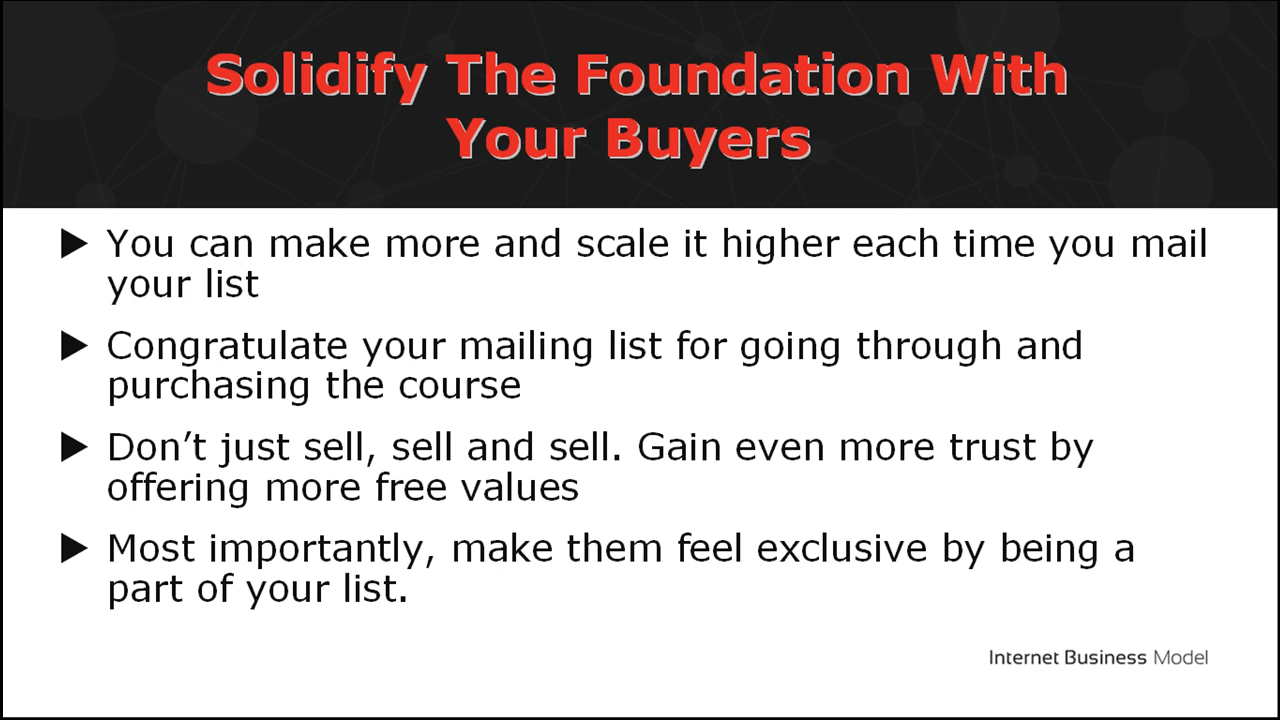 Solidify The Foundation With
Your Buyers
▶ You can make more and scale it higher each time you mail
your list
▶ Congratulate your mailing list for going through and
purchasing the course
▶ Don’t just sell, sell and sell. Gain even more trust by
offering more free values
▶ Most importantly, make them feel exclusive by being a
part of your list.
Internet Business Model